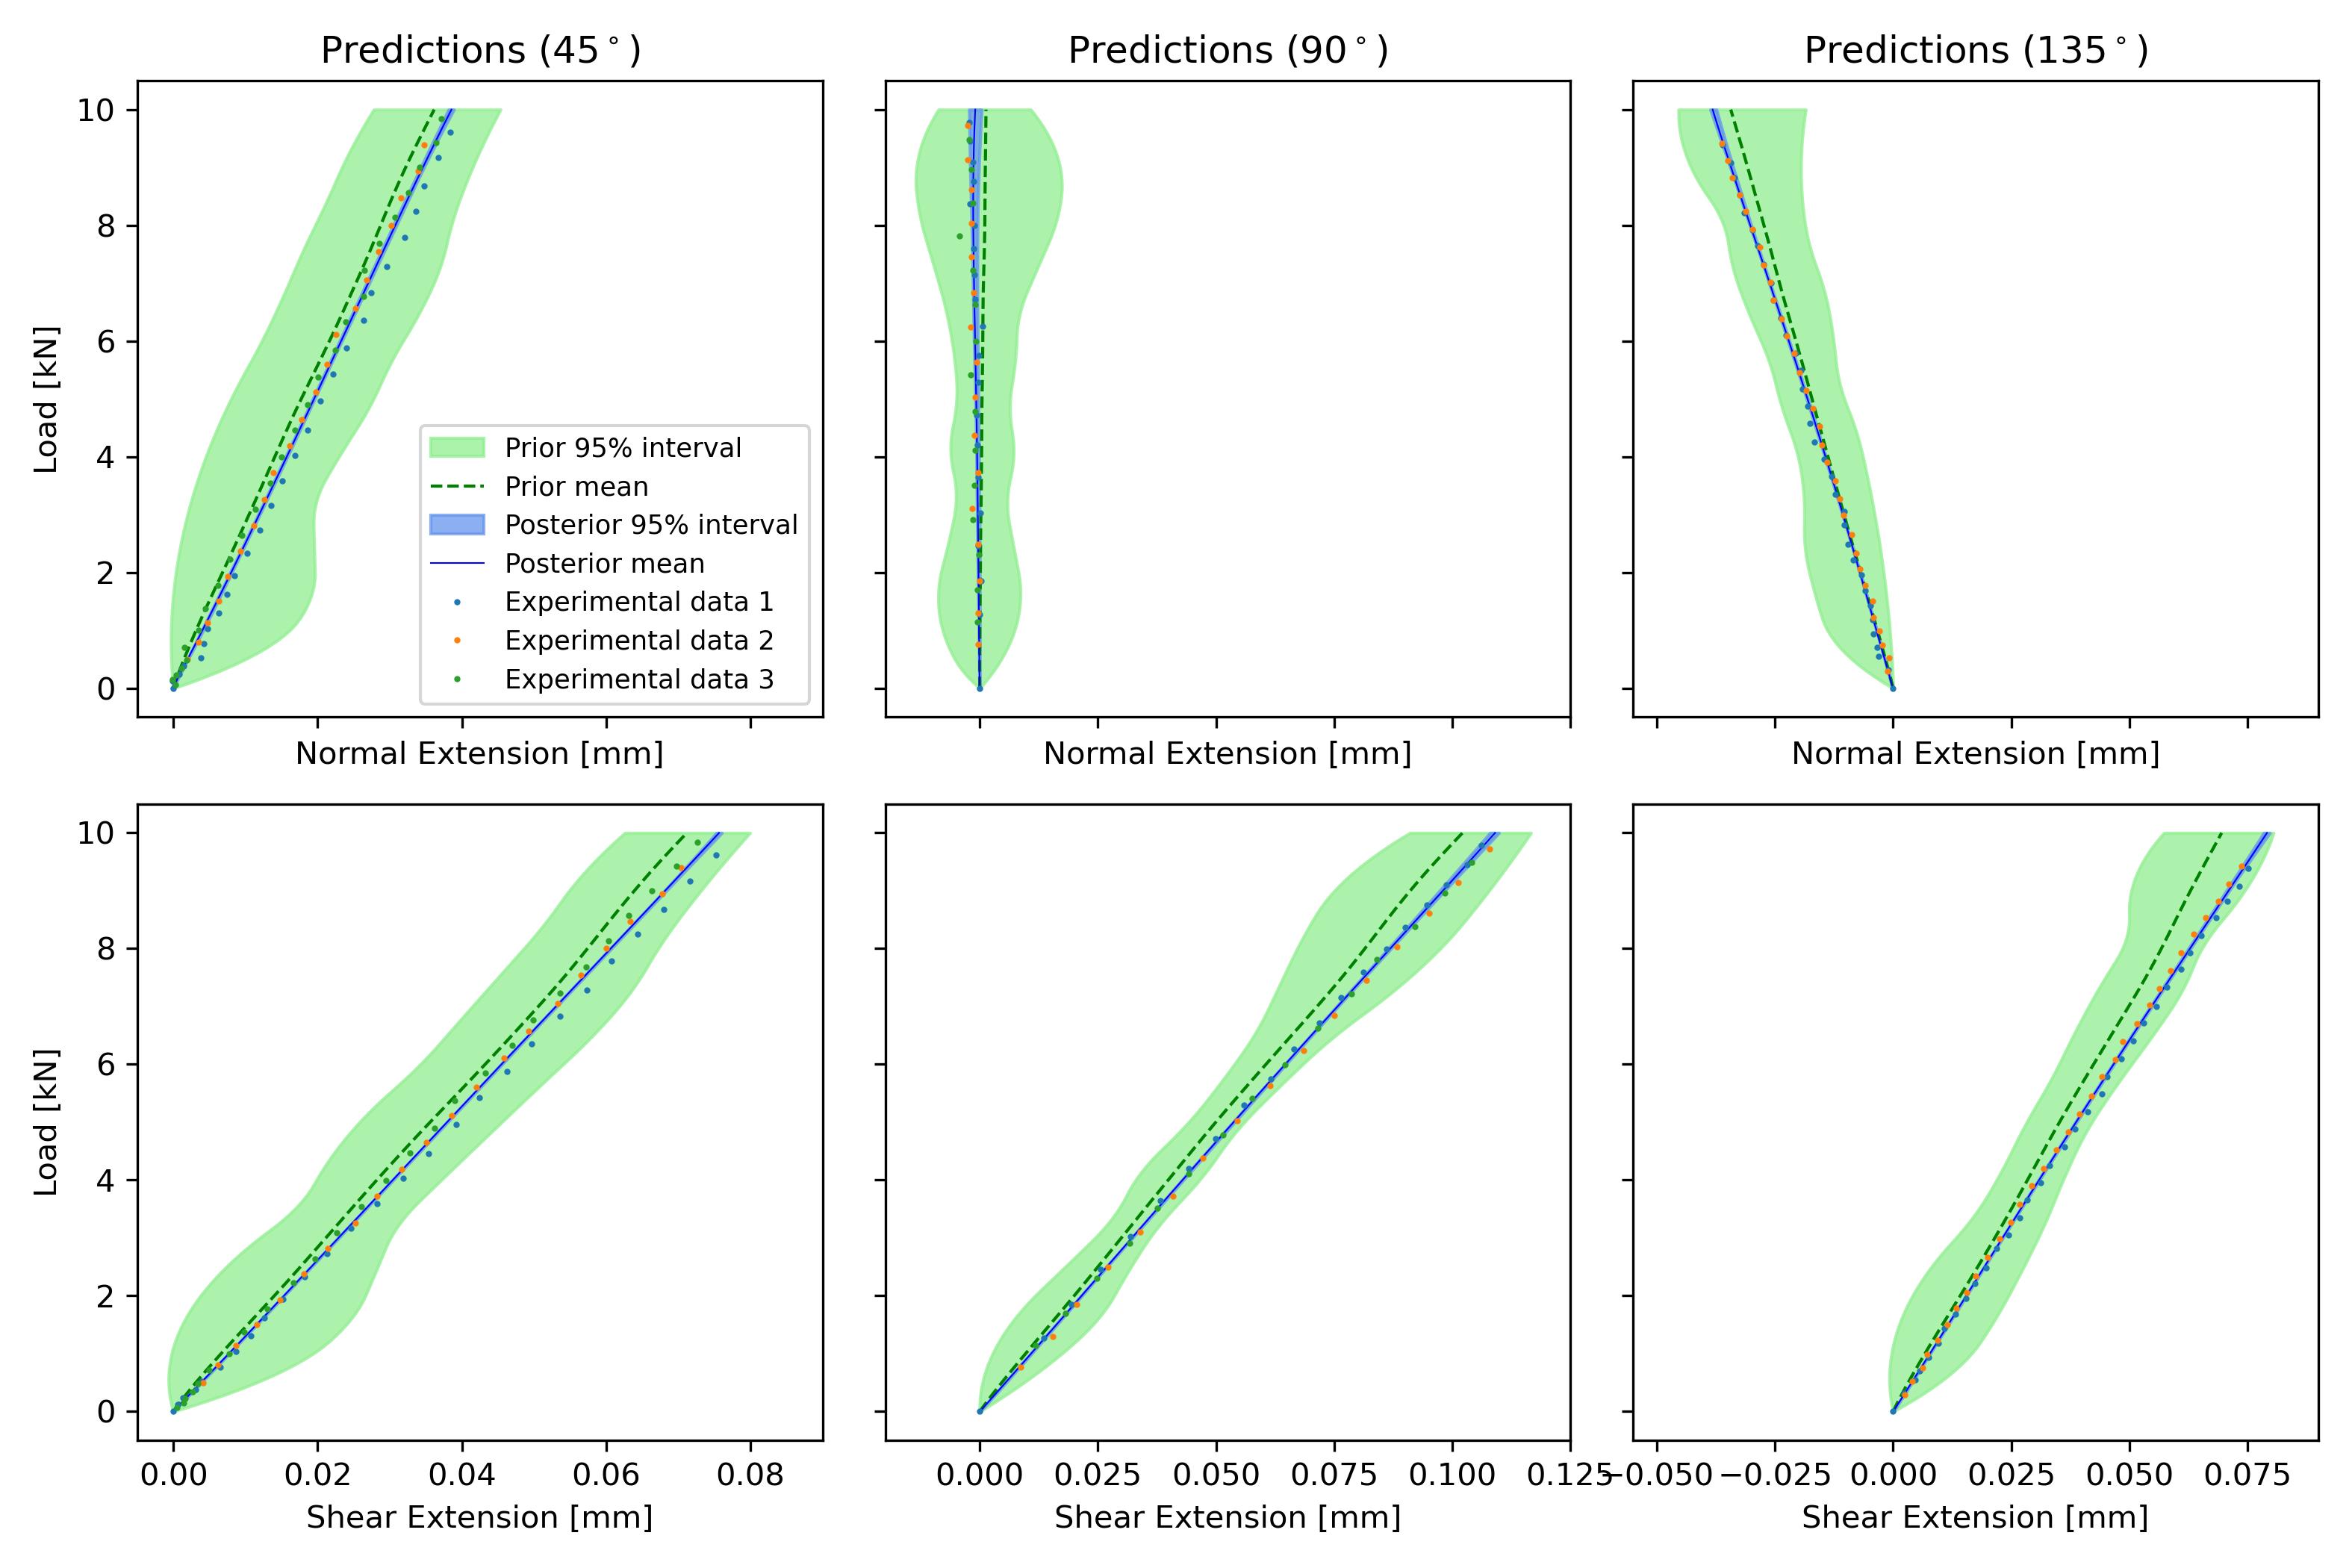 Predictions (45°)
Predictions (90°)
Predictions (135°)
10
8
6
4
2
0
Load [kN]
Prior 95% interval
Prior mean
Posterior 95% interval
Posterior mean
Experimental data 1
Experimental data 2
Experimental data 3
Normal Extension [mm]
Normal Extension [mm]
Normal Extension [mm]
10
8
6
4
2
0
Load [kN]
0.00 0.02 0.04 0.06 0.08
0.000 0.025 0.050 0.075 0.100 0.125
−0.050 −0.025 0.000 0.025 0.050 0.075
Shear Extension [mm]
Shear Extension [mm]
Shear Extension [mm]